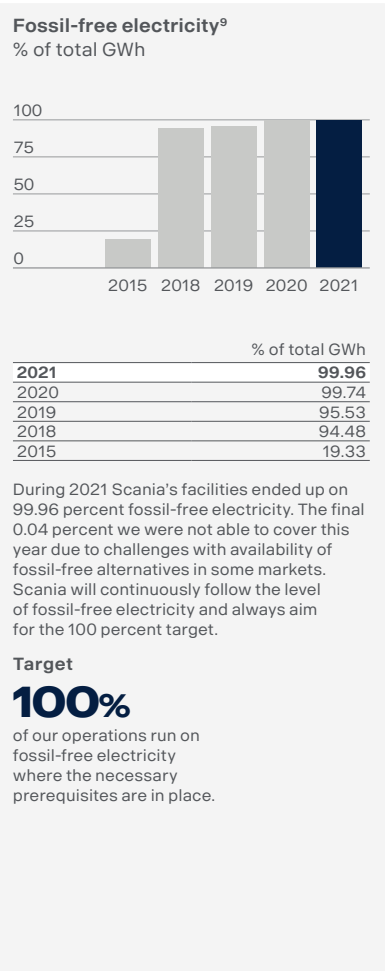 Fossil-free electricity⁹
% of total GWh
100
75
50
25
0
2015 2018 2019 2020 2021
% of total GWh
2021 99.96
2020 99.74
2019 95.53
2018 94.48
2015 19.33
During 2021 Scania's facilities ended up on
99.96 percent fossil-free electricity. The final
0.04 percent we were not able to cover this
year due to challenges with availability of
fossil-free alternatives in some markets.
Scania will continuously follow the level
of fossil-free electricity and always aim
for the 100 percent target.
Target
100%
of our operations run on
fossil-free electricity
where the necessary
prerequisites are in place.